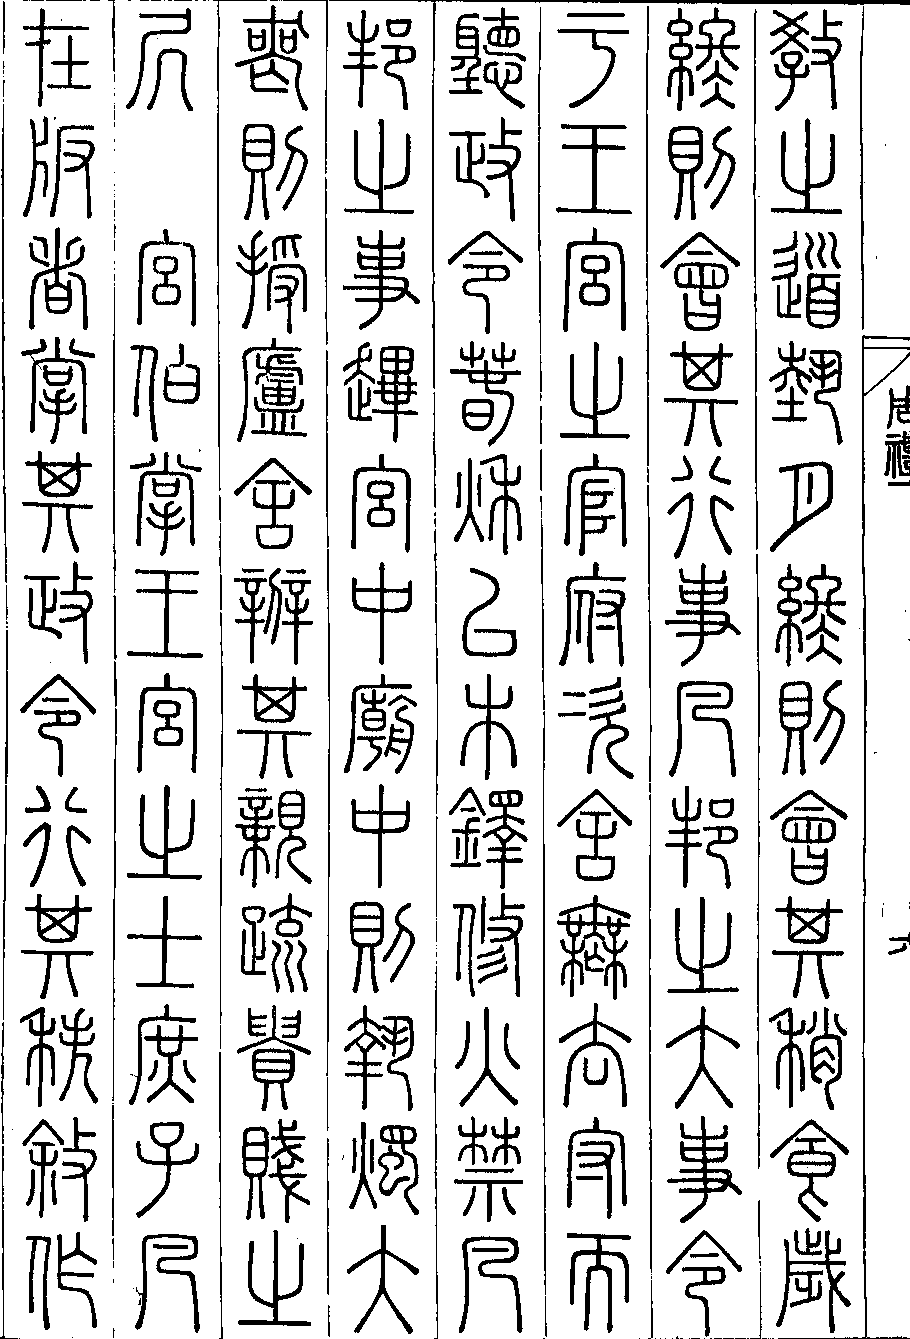 教之道藝月終則會其稍食歲
終則會其行事凡邦之大事令
于王宮之官府次舍無去守而
聽政令春秋以木鐸修火禁凡
邦之事蹕宮中廟中則執燭大
喪則授廬舍辨其親疏貴賤之
居　宮伯掌王宮之士庶子凡
在版者掌其政令行其秩敘作
周禮